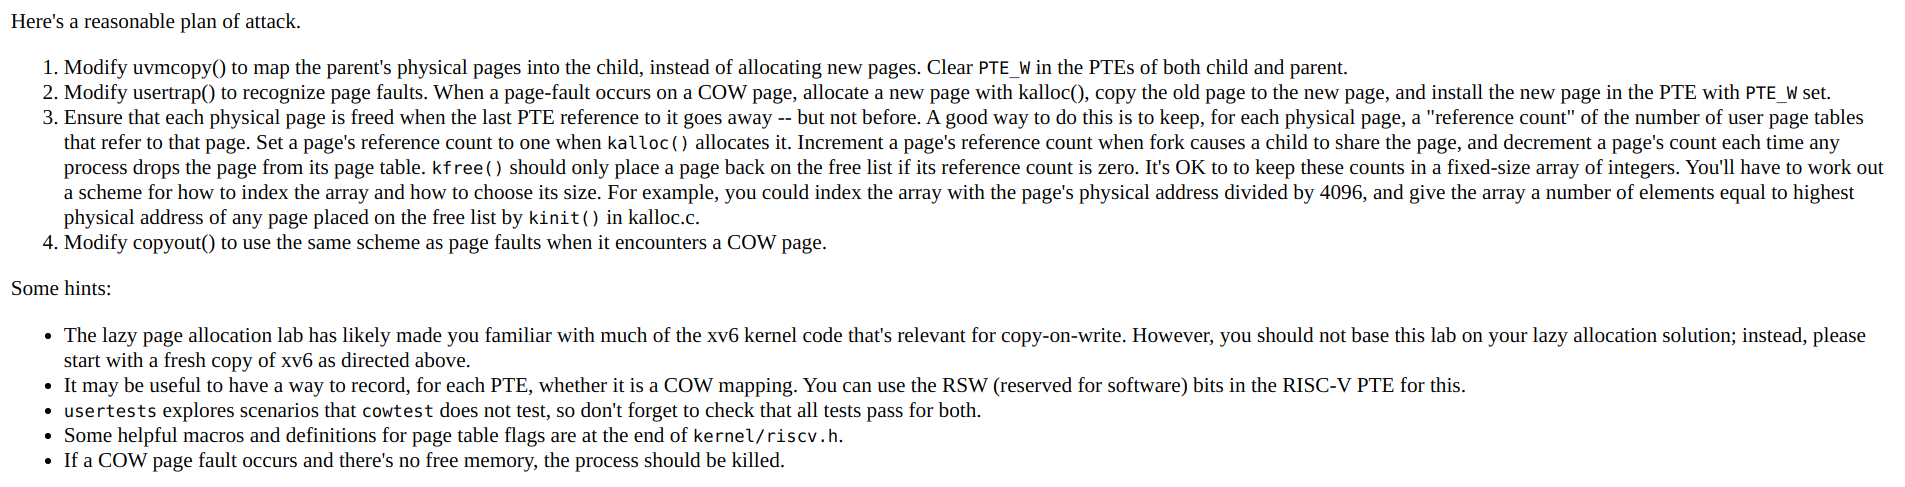 Here's a reasonable plan of attack.
1. Modify uvmcopy() to map the parent's physical pages into the child, instead of allocating new pages. Clear PTE_W in the PTEs of both child and parent.
2. Modify usertrap() to recognize page faults. When a page-fault occurs on a COW page, allocate a new page with kalloc(), copy the old page to the new page, and install the new page in the PTE with PTE_W set.
3. Ensure that each physical page is freed when the last PTE reference to it goes away -- but not before. A good way to do this is to keep, for each physical page, a "reference count" of the number of user page tables
that refer to that page. Set a page's reference count to one when kalloc() allocates it. Increment a page's reference count when fork causes a child to share the page, and decrement a page's count each time any
process drops the page from its page table. kfree() should only place a page back on the free list if its reference count is zero. It's OK to to keep these counts in a fixed-size array of integers. You'll have to work out
a scheme for how to index the array and how to choose its size. For example, you could index the array with the page's physical address divided by 4096, and give the array a number of elements equal to highest
physical address of any page placed on the free list by kinit() in kalloc.c.
4. Modify copyout() to use the same scheme as page faults when it encounters a COW page.
Some hints:
• The lazy page allocation lab has likely made you familiar with much of the xv6 kernel code that's relevant for copy-on-write. However, you should not base this lab on your lazy allocation solution; instead, please
start with a fresh copy of xv6 as directed above.
• It may be useful to have a way to record, for each PTE, whether it is a COW mapping. You can use the RSW (reserved for software) bits in the RISC-V PTE for this.
• usertests explores scenarios that cowtest does not test, so don't forget to check that all tests pass for both.
• Some helpful macros and definitions for page table flags are at the end of kernel/riscv.h.
• If a COW page fault occurs and there's no free memory, the process should be killed.